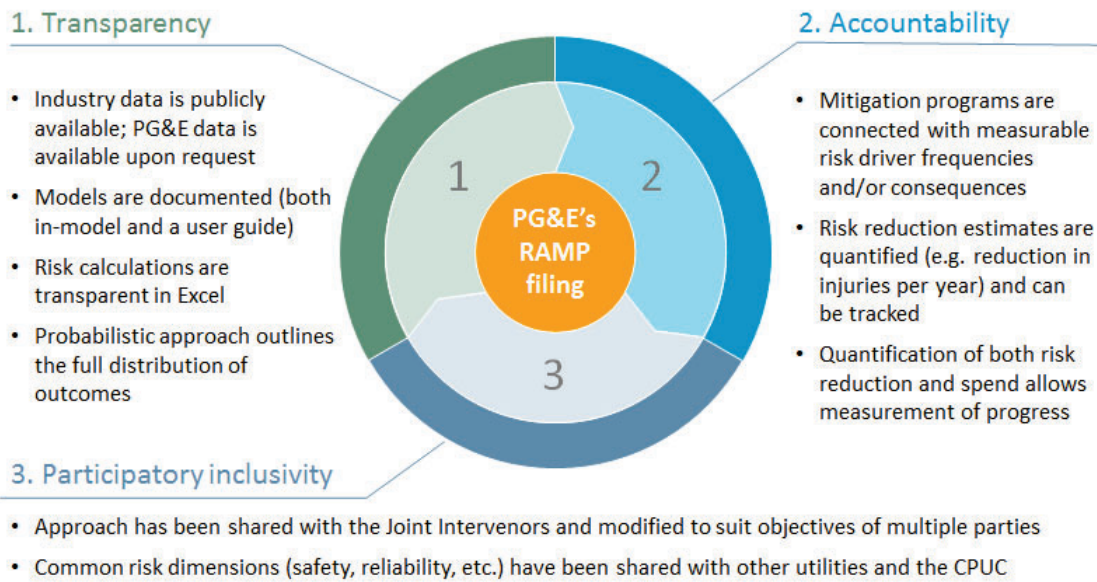 1. Transparency
• Industry data is publicly
available; PG&E data is
available upon request
• Models are documented (both
in-model and a user guide)
• Risk calculations are
transparent in Excel
• Probabilistic approach outlines
the full distribution of
outcomes
2. Accountability
• Mitigation programs are
connected with measurable
risk driver frequencies
and/or consequences
• Risk reduction estimates are
quantified (e.g. reduction in
injuries per year) and can
be tracked
• Quantification of both risk
reduction and spend allows
measurement of progress
1
2
PG&E's
RAMP
filing
3
3. Participatory inclusivity
• Approach has been shared with the Joint Intervenors and modified to suit objectives of multiple parties
• Common risk dimensions (safety, reliability, etc.) have been shared with other utilities and the CPUC